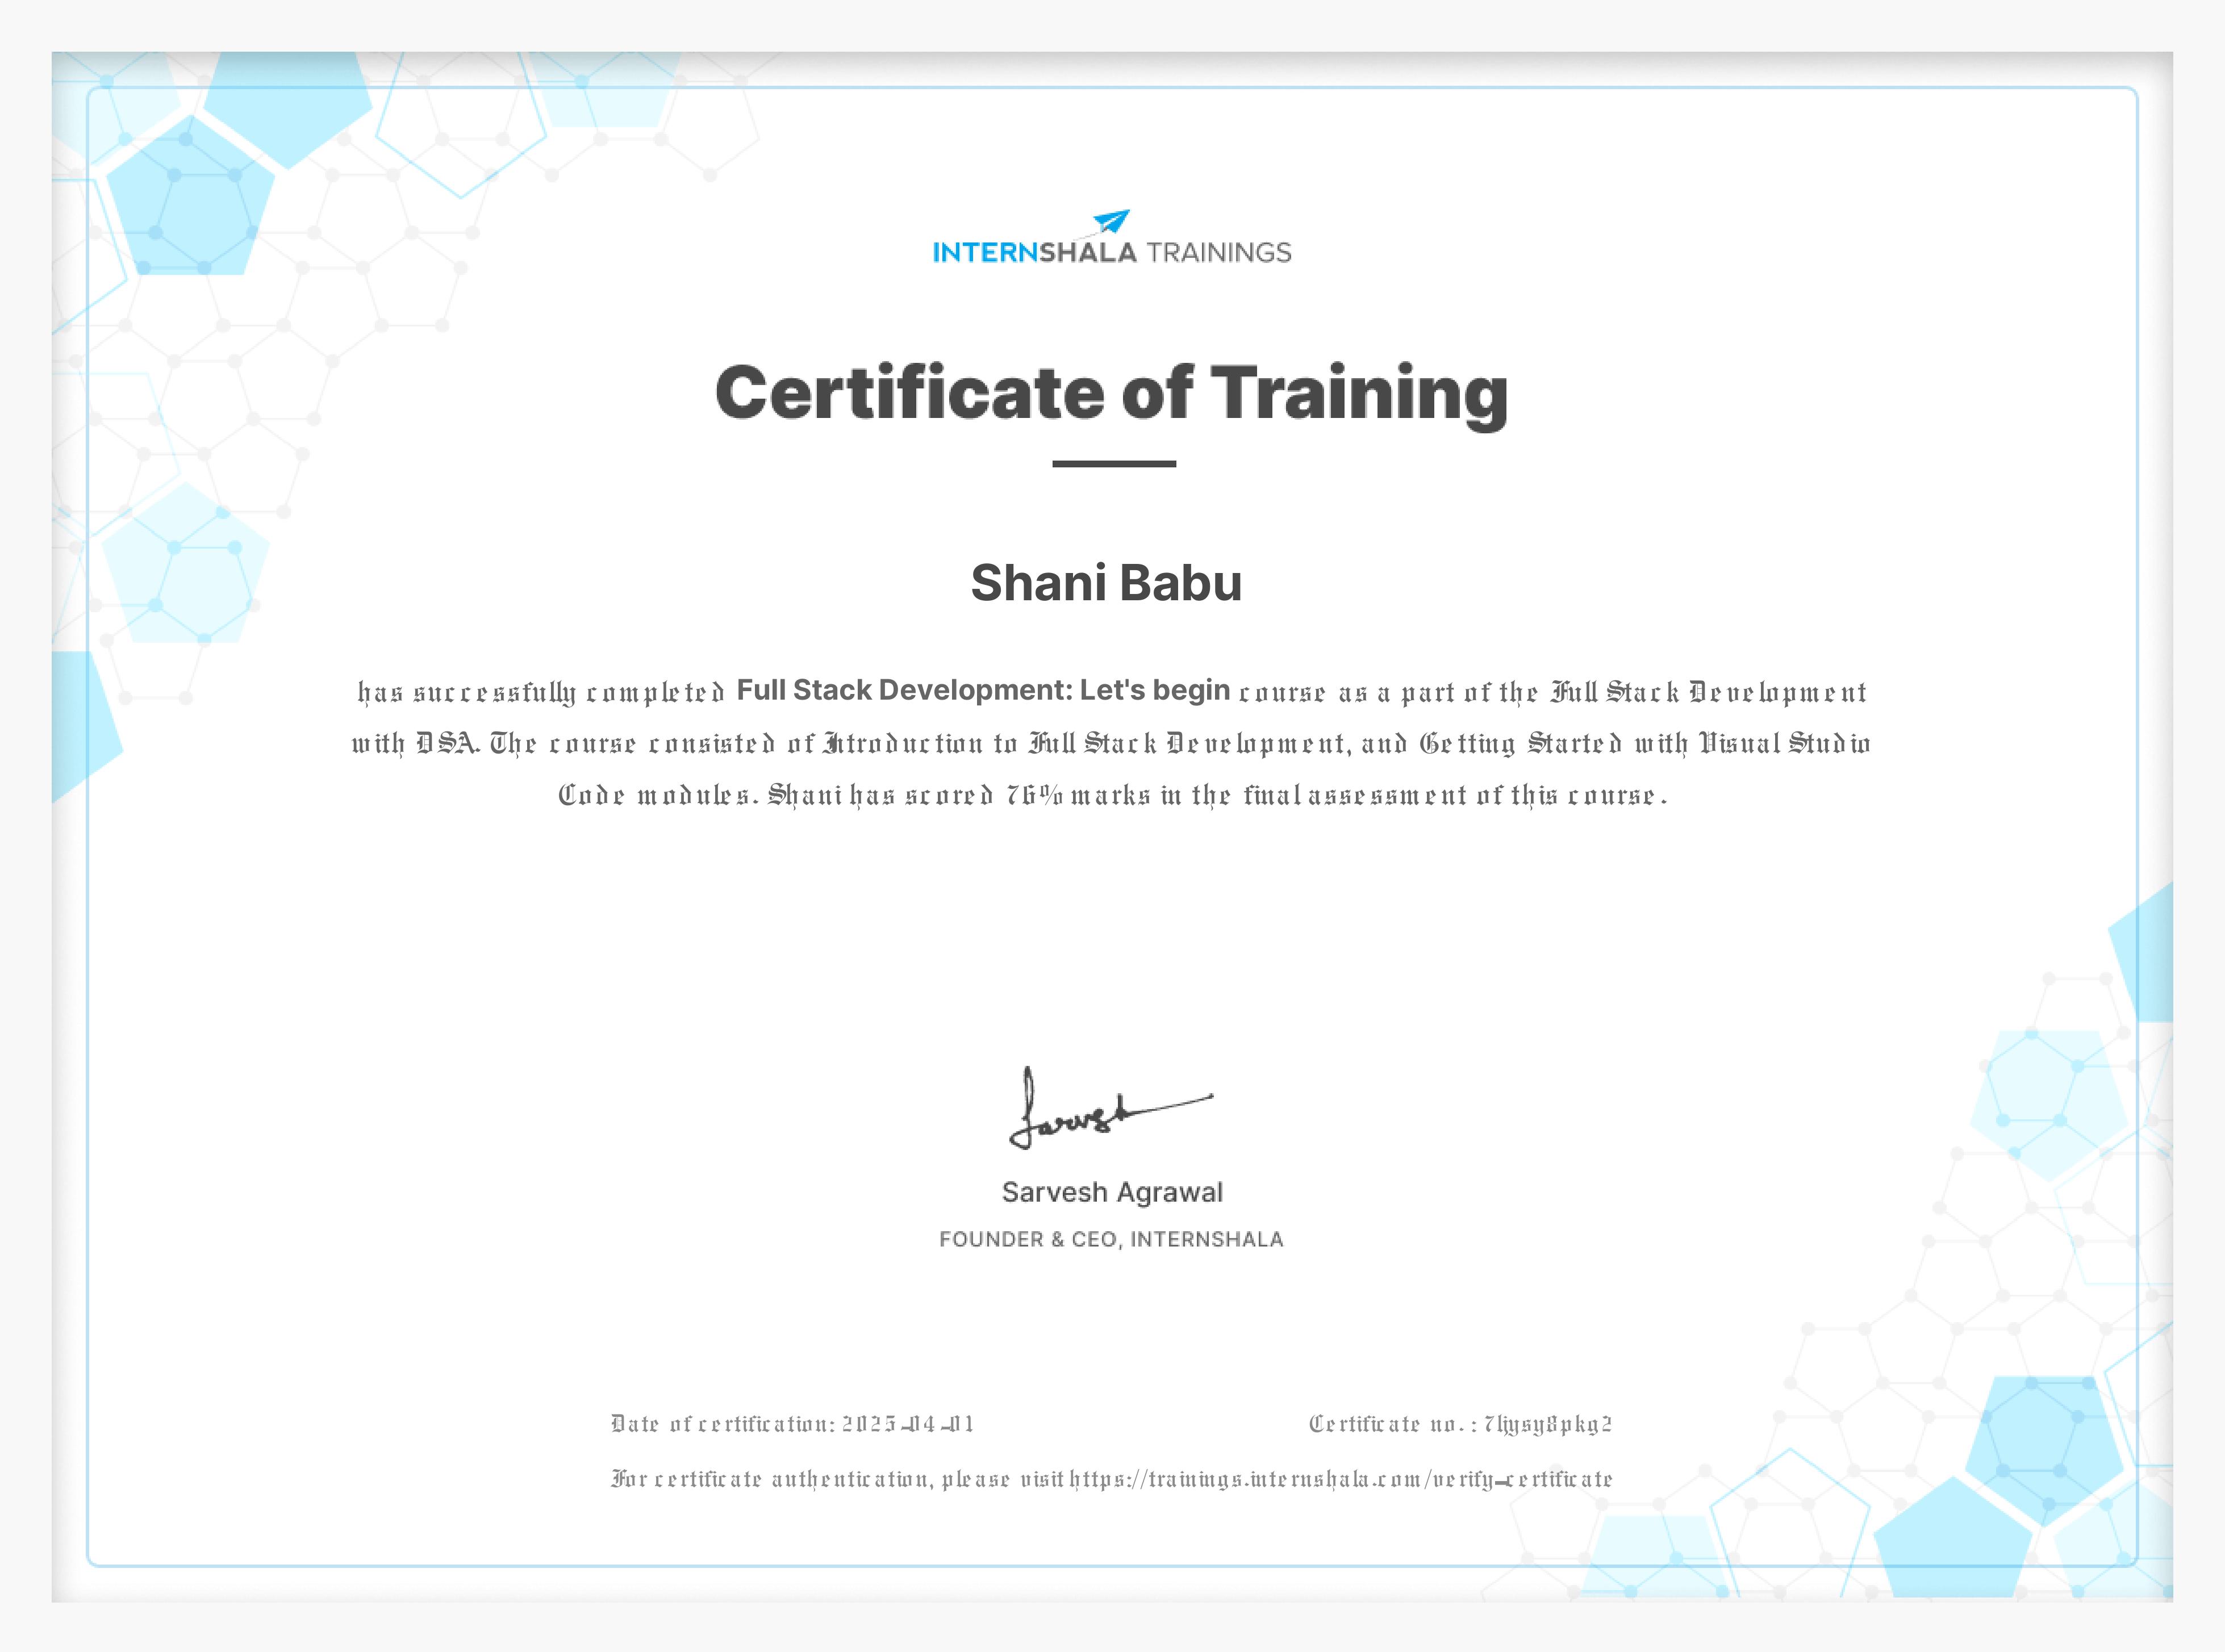 INTERNSHALA TRAININGS
Certificate of Training
Shani Babu
has successfully completed Full Stack Development: Let's begin course as a part of the Full Stack Development
with DSA. The course consisted of Introduction to Full Stack Development, and Getting Started with Visual Studio
Code modules. Shani has scored 76% marks in the final assessment of this course.
Sarvesh
Sarvesh Agrawal
FOUNDER & CEO, INTERNSHALA
Date of certification: 2025-04-01 Certificate no. : 7ljysy8pkg2
For certificate authentication, please visit https://trainings.internshala.com/verify_certificate